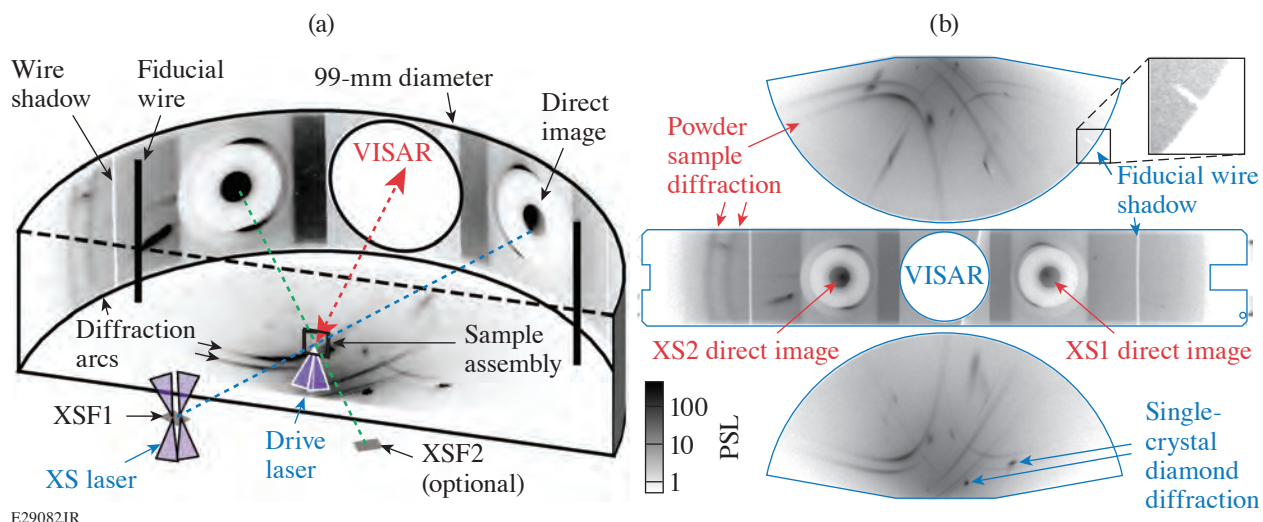 (a)
Wire
shadow
Fiducial
wire
99-mm diameter
Direct
image
VISAR
Diffraction
arcs
Sample
assembly
XSF1
XS laser
Drive
laser
XSF2
(optional)
E29082JR
(b)
Powder
sample
diffraction
Fiducial wire
shadow
VISAR
XS2 direct image
XS1 direct image
100
10
1
PSL
Single-
crystal
diamond
diffraction